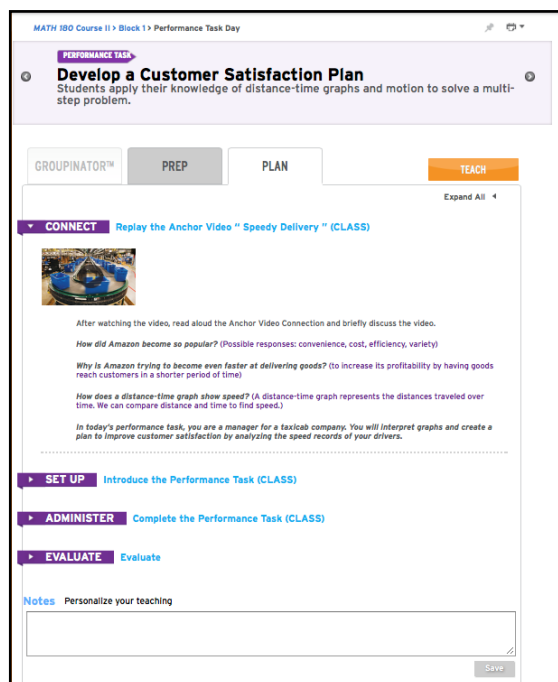 MATH 180 Course II > Block 1 > Performance Task Day
PERFORMANCE TASK
Develop a Customer Satisfaction Plan
Students apply their knowledge of distance-time graphs and motion to solve a multi-
step problem.
GROUPINATOR™
PREP
PLAN
TEACH
Expand All
CONNECT Replay the Anchor Video " Speedy Delivery " (CLASS)
After watching the video, read aloud the Anchor Video Connection and briefly discuss the video.
How did Amazon become so popular? (Possible responses: convenience, cost, efficiency, variety)
Why is Amazon trying to become even faster at delivering goods? (to increase its profitability by having goods
reach customers in a shorter period of time)
How does a distance-time graph show speed? (A distance-time graph represents the distances traveled over
time. We can compare distance and time to find speed.)
In today's performance task, you are a manager for a taxicab company. You will interpret graphs and create a
plan to improve customer satisfaction by analyzing the speed records of your drivers.
SET UP Introduce the Performance Task (CLASS)
ADMINISTER Complete the Performance Task (CLASS)
EVALUATE Evaluate
Notes Personalize your teaching
Save